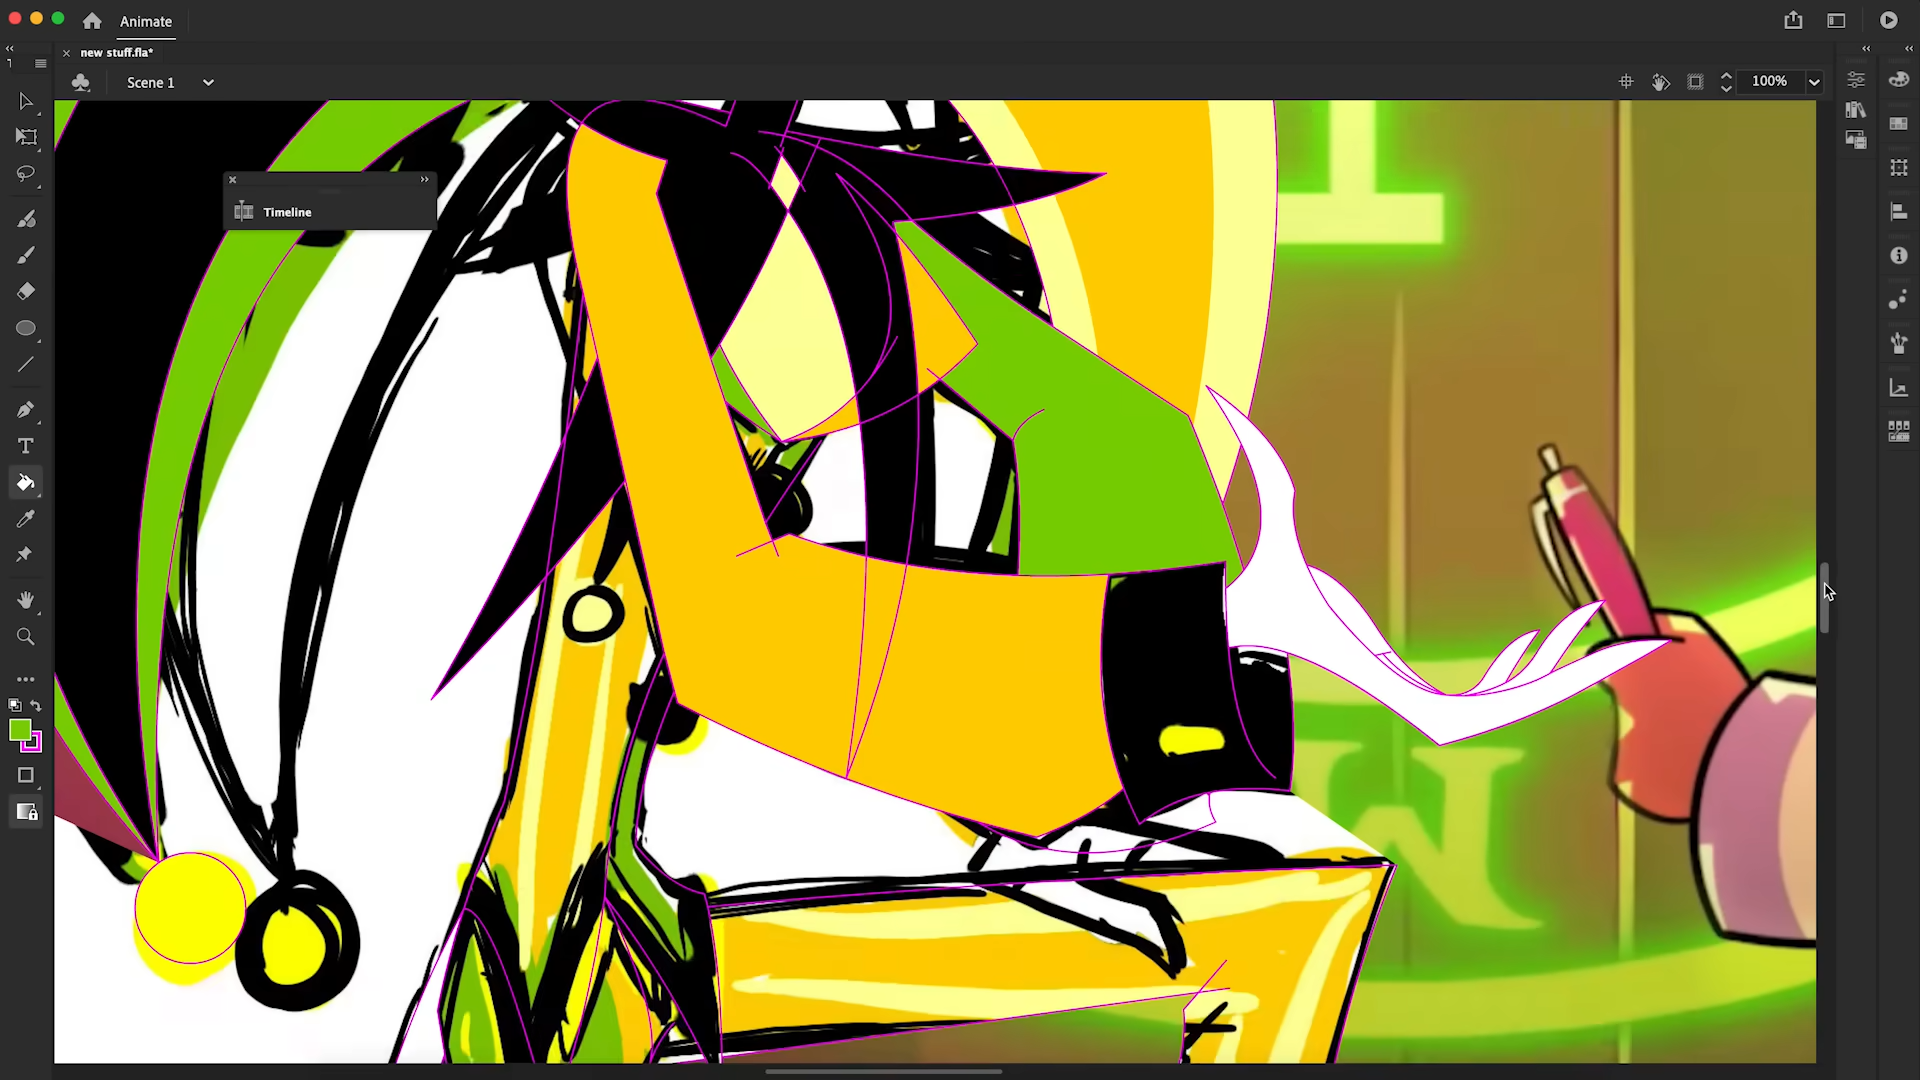 Animate
new stuff.fla*
Scene 1
100%
Timeline
T
W